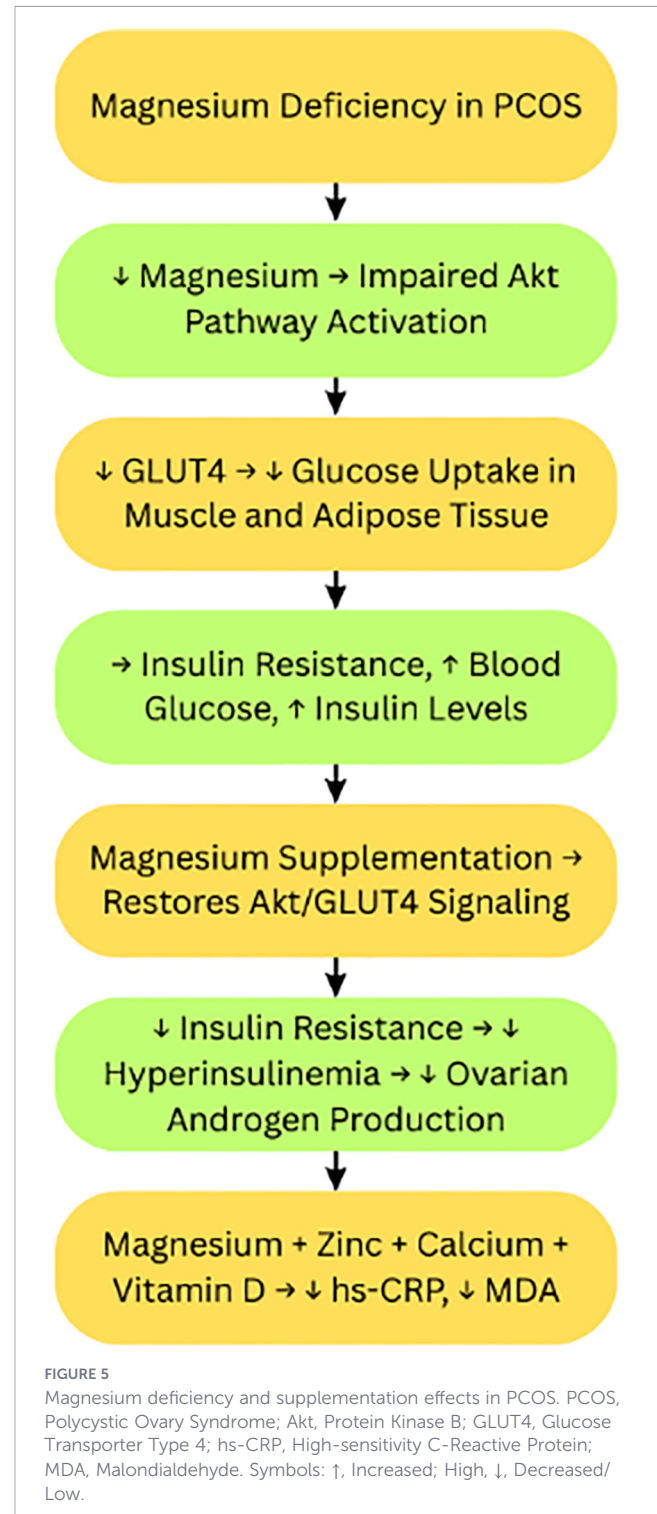 Magnesium Deficiency in PCOS
↓ Magnesium → Impaired Akt
Pathway Activation
↓ GLUT4 → ↓ Glucose Uptake in
Muscle and Adipose Tissue
→ Insulin Resistance, ↑ Blood
Glucose, ↑ Insulin Levels
Magnesium Supplementation →
Restores Akt/GLUT4 Signaling
↓ Insulin Resistance → ↓
Hyperinsulinemia → ↓ Ovarian
Androgen Production
Magnesium + Zinc + Calcium +
Vitamin D → ↓ hs-CRP, ↓ MDA
FIGURE 5
Magnesium deficiency and supplementation effects in PCOS. PCOS,
Polycystic Ovary Syndrome; Akt, Protein Kinase B; GLUT4, Glucose
Transporter Type 4; hs-CRP, High-sensitivity C-Reactive Protein;
MDA, Malondialdehyde. Symbols: ↑, Increased; High, ↓, Decreased/
Low.